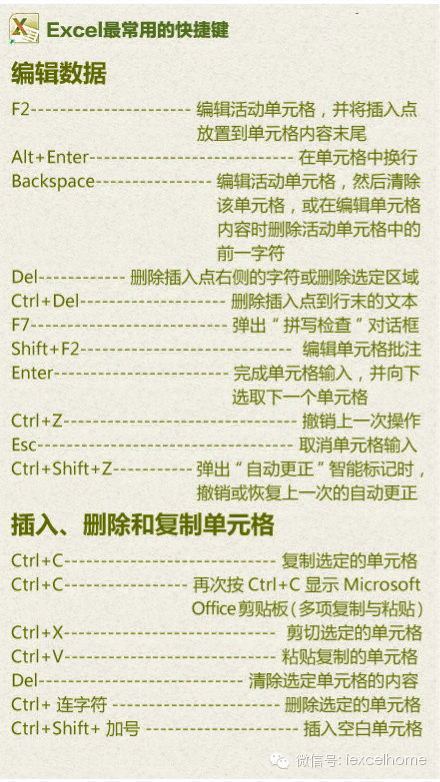 Excel最常用的快捷键
编辑数据
F2----------------------- 编辑活动单元格，并将插入点
放置到单元格内容末尾
Alt+Enter----------------------------- 在单元格中换行
Backspace----------------- 编辑活动单元格，然后清除
该单元格，或在编辑单元格
内容时删除活动单元格中的
前一字符
Del------------- 删除插入点右侧的字符或删除选定区域
Ctrl+Del--------------------- 删除插入点到行末的文本
F7---------------------------- 弹出“拼写检查”对话框
Shift+F2------------------------------ 编辑单元格批注
Enter------------------------- 完成单元格输入，并向下
选取下一个单元格
Ctrl+Z--------------------------------- 撤销上一次操作
Esc------------------------------------ 取消单元格输入
Ctrl+Shift+Z----------- 弹出“自动更正”智能标记时，
撤销或恢复上一次的自动更正
插入、删除和复制单元格
Ctrl+C------------------------------ 复制选定的单元格
Ctrl+C------------------ 再次按 Ctrl+C 显示 Microsoft
Office 剪贴板（多项复制与粘贴）
Ctrl+X------------------------------ 剪切选定的单元格
Ctrl+V------------------------------ 粘贴复制的单元格
Del----------------------------- 清除选定单元格的内容
Ctrl+ 连字符 ------------------------- 删除选定的单元格
Ctrl+Shift+ 加号 ---------------------- 插入空白单元格
微信号: iexcelhome